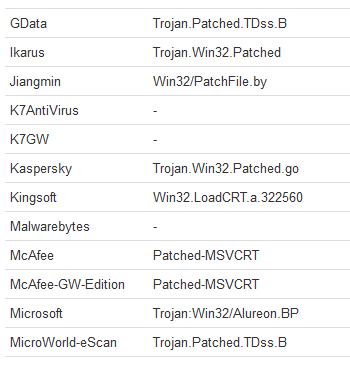 GData Trojan.Patched.TDss.B
Ikarus Trojan.Win32.Patched
Jiangmin Win32/PatchFile.by
K7AntiVirus -
K7GW -
Kaspersky Trojan.Win32.Patched.go
Kingsoft Win32.LoadCRT.a.322560
Malwarebytes -
McAfee Patched-MSVCRT
McAfee-GW-Edition Patched-MSVCRT
Microsoft Trojan:Win32/Alureon.BP
MicroWorld-eScan Trojan.Patched.TDss.B